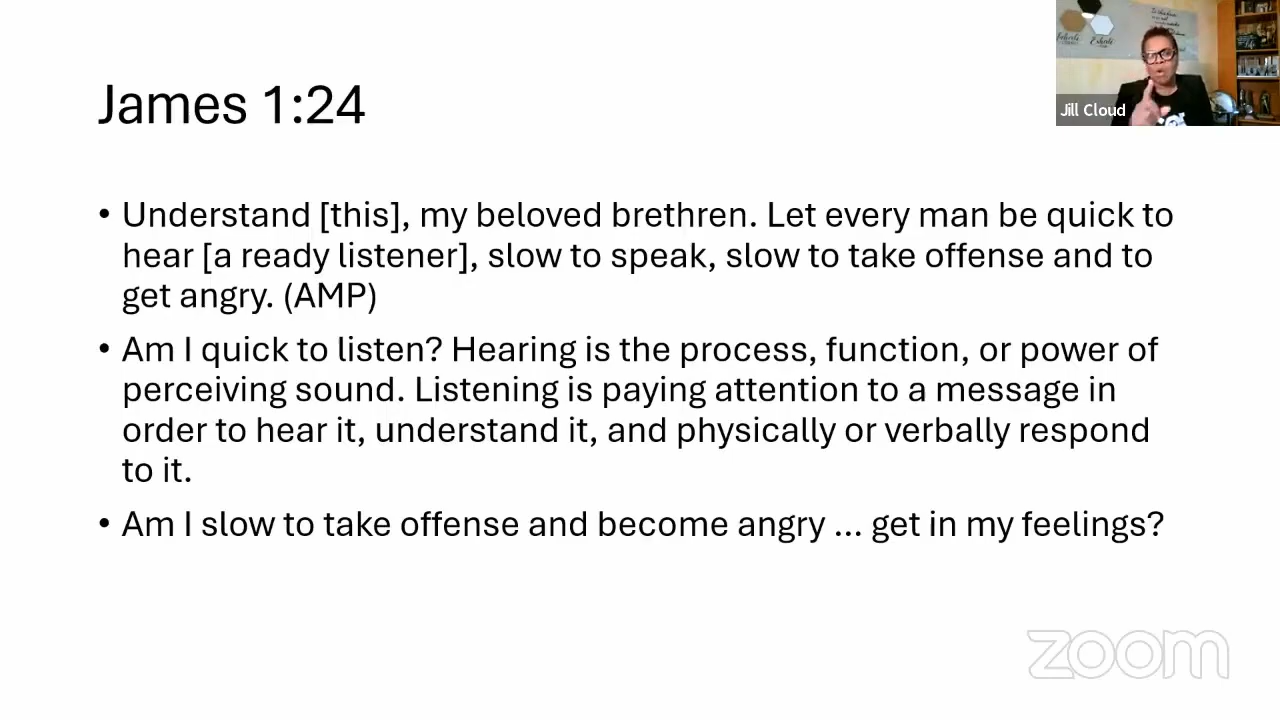 James 1:24
• Understand [this], my beloved brethren. Let every man be quick to
hear [a ready listener], slow to speak, slow to take offense and to
get angry. (AMP)
• Am I quick to listen? Hearing is the process, function, or power of
perceiving sound. Listening is paying attention to a message in
order to hear it, understand it, and physically or verbally respond
to it.
• Am I slow to take offense and become angry ... get in my feelings?
Jill Cloud
zoom